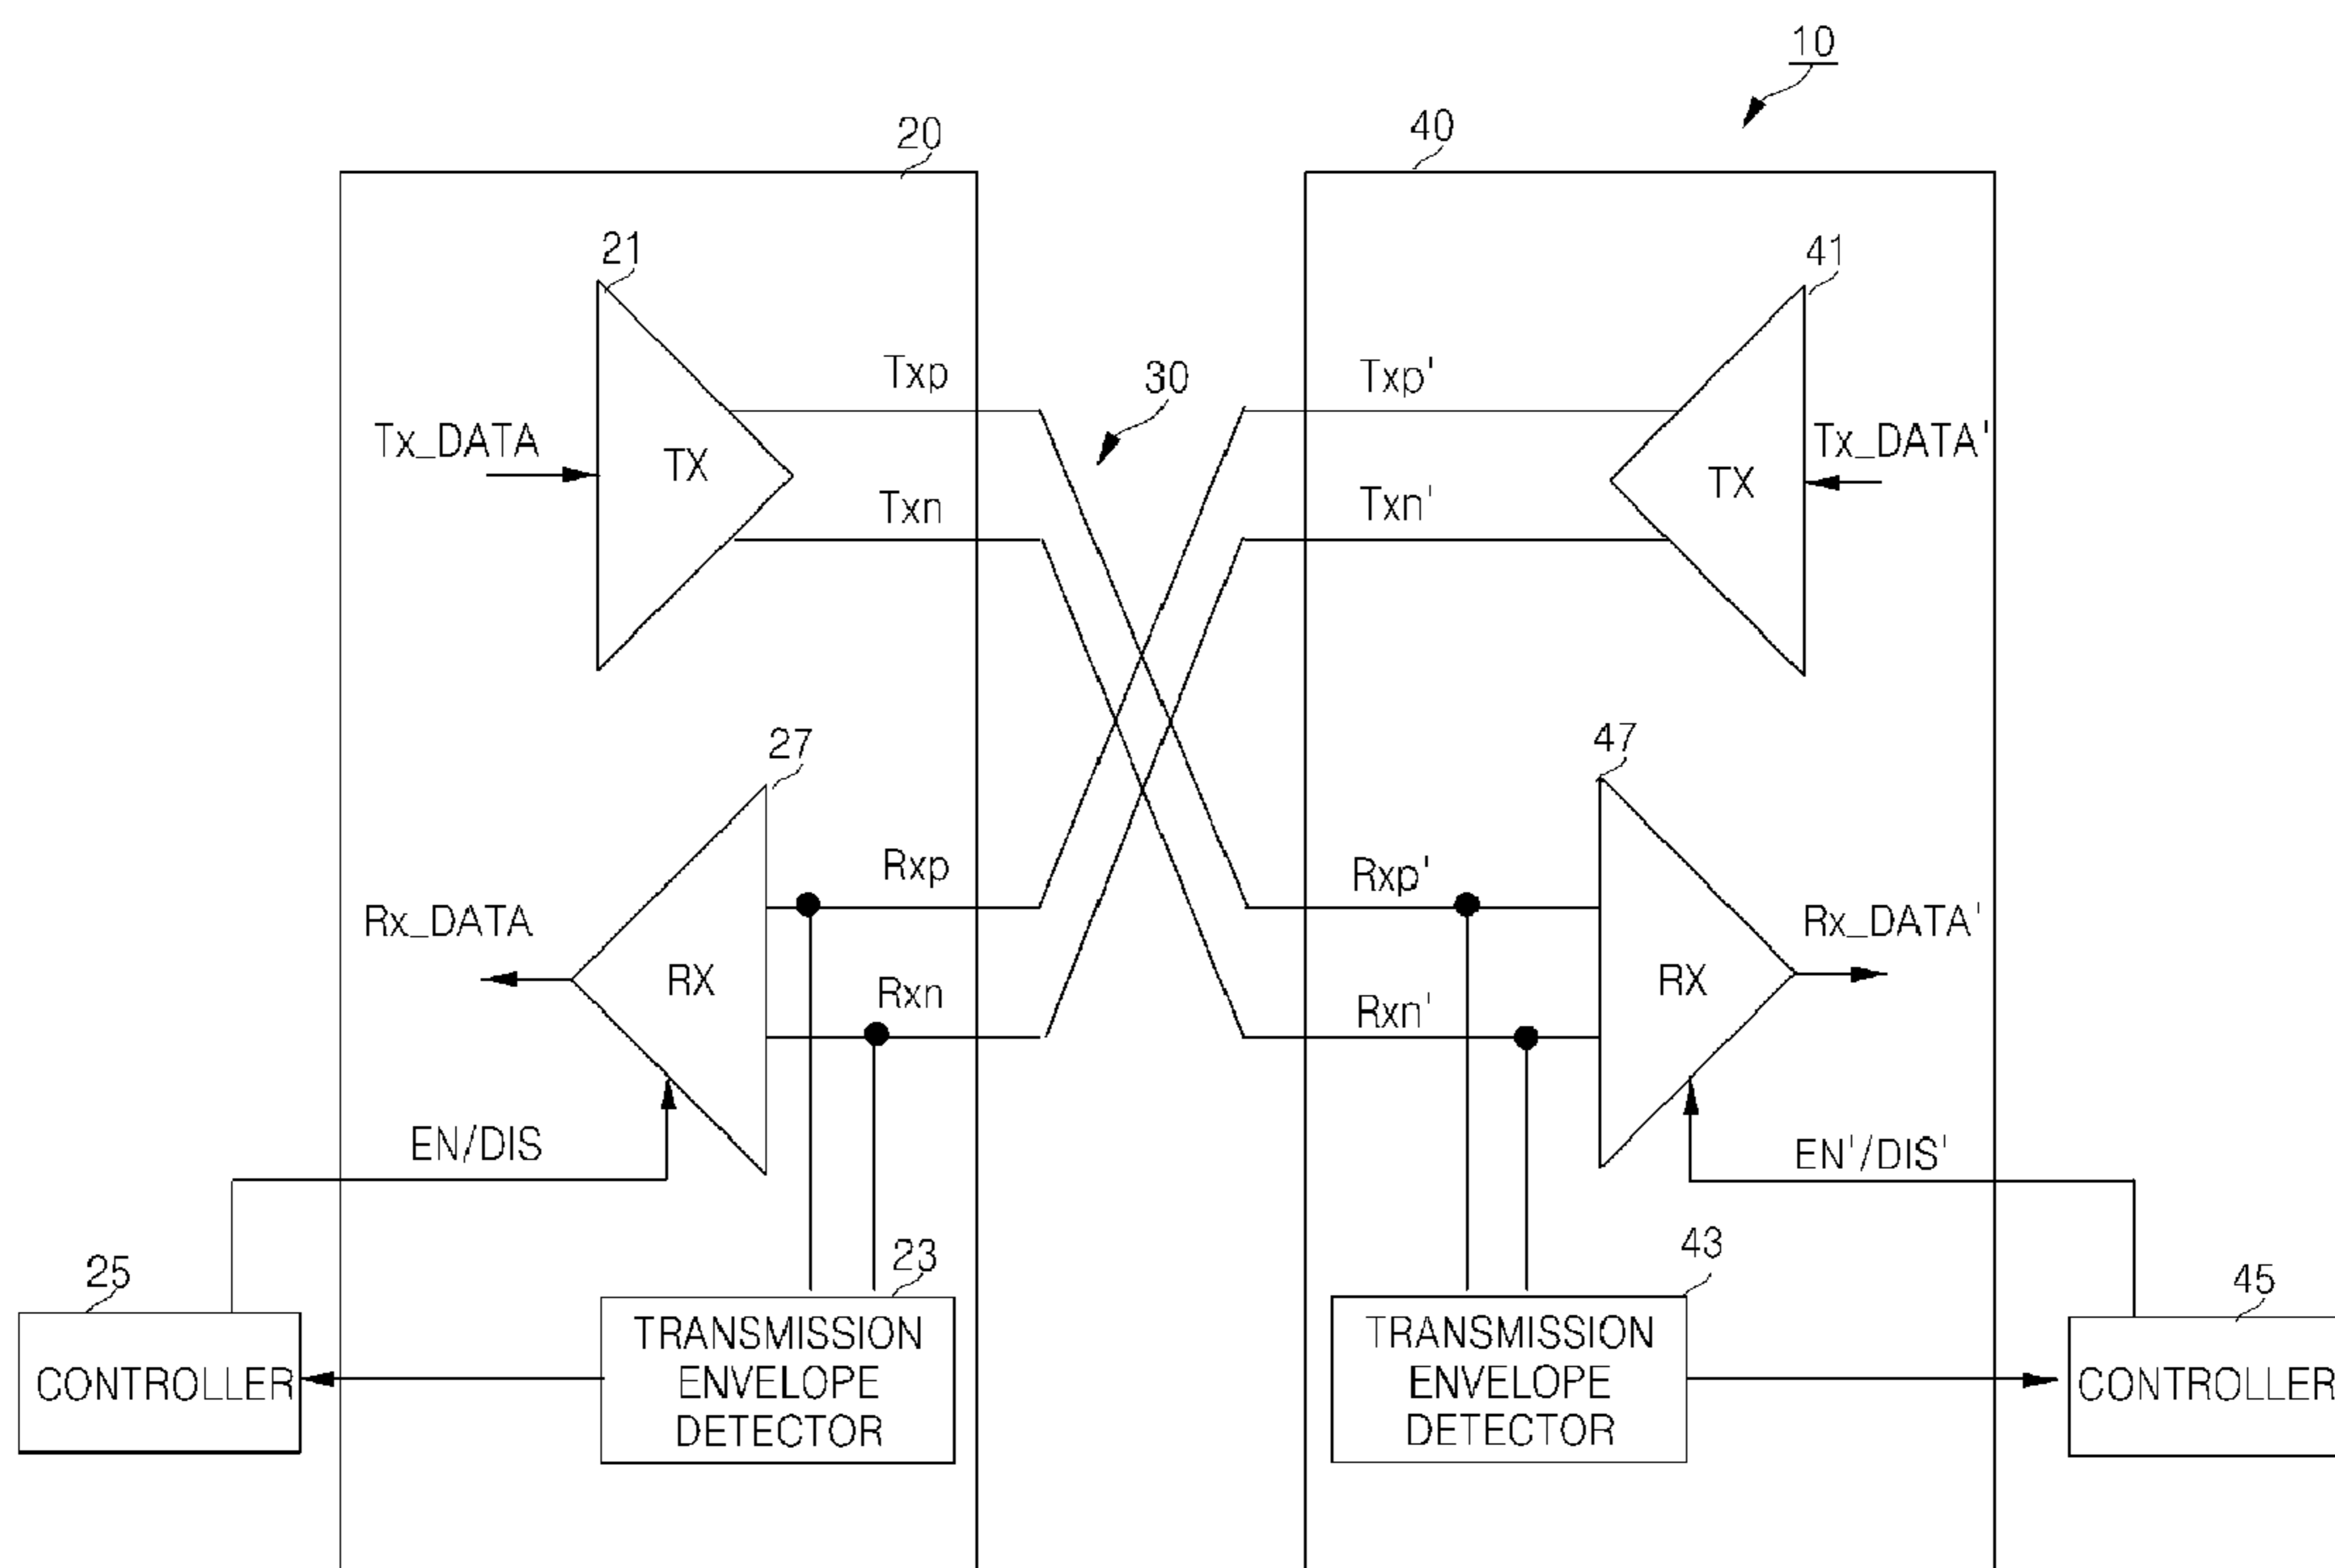 10
20
40
21
41
Txp
30
Txp'
Tx_DATA
TX
Tx_DATA'
TX
Txn
Txn'
27
47
Rxp
Rxp'
Rx_DATA
Rx_DATA'
RX
Rxn
Rxn'
RX
EN/DIS
EN'/DIS'
25
23
43
45
CONTROLLER
TRANSMISSION
ENVELOPE
DETECTOR
TRANSMISSION
ENVELOPE
DETECTOR
CONTROLLER